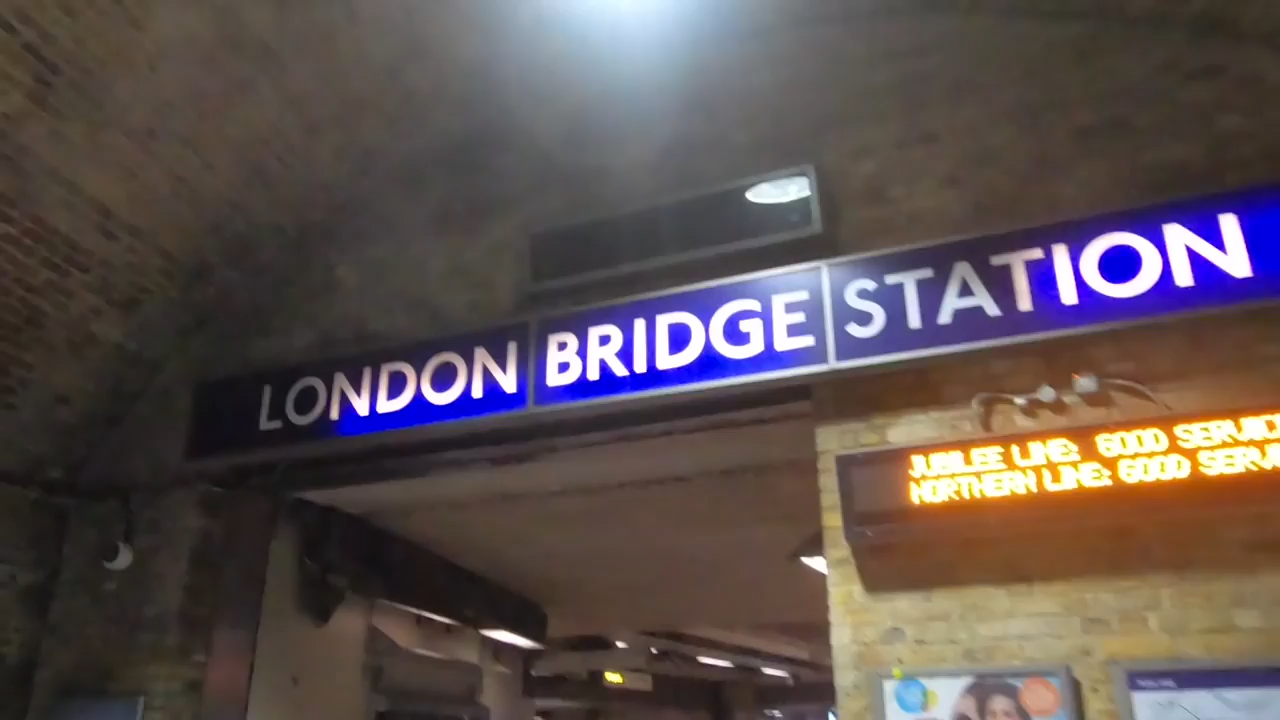 LONDON BRIDGE STATION
JUBILEE LINE: GOOD SERVIC
NORTHERN LINE: GOOD SERV